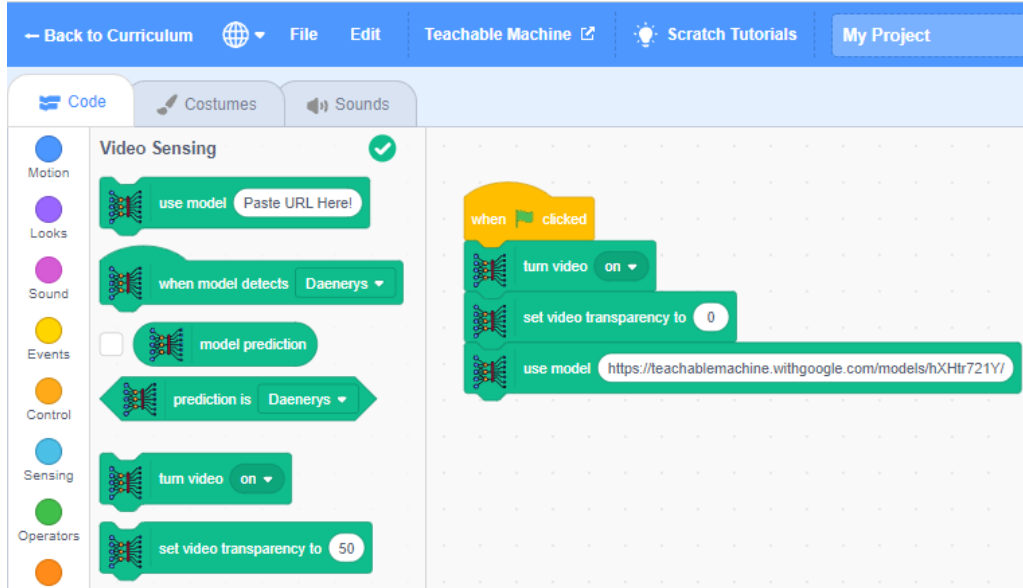 ← Back to Curriculum File Edit Teachable Machine Scratch Tutorials My Project
Code Costumes Sounds
Motion
Looks
Sound
Events
Control
Sensing
Operators
Video Sensing
use model Paste URL Here!
when model detects Daenerys
model prediction
prediction is Daenerys
turn video on
set video transparency to 50
when clicked
turn video on
set video transparency to 0
use model https://teachablemachine.withgoogle.com/models/hXHtr721Y/